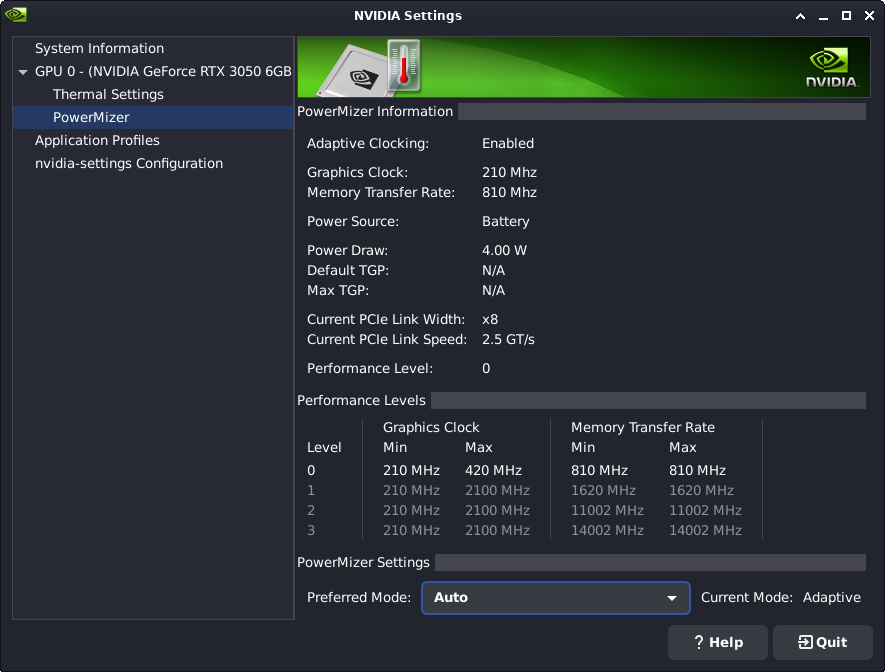 NVIDIA Settings
System Information
GPU 0 - (NVIDIA GeForce RTX 3050 6GB
Thermal Settings
PowerMizer
Application Profiles
nvidia-settings Configuration
NVIDIA.
PowerMizer Information
Adaptive Clocking: Enabled
Graphics Clock: 210 Mhz
Memory Transfer Rate: 810 Mhz
Power Source: Battery
Power Draw: 4.00 W
Default TGP: N/A
Max TGP: N/A
Current PCIe Link Width: x8
Current PCIe Link Speed: 2.5 GT/s
Performance Level: 0
Performance Levels
Graphics Clock Memory Transfer Rate
Level Min Max Min Max
0 210 MHz 420 MHz 810 MHz 810 MHz
1 210 MHz 2100 MHz 1620 MHz 1620 MHz
2 210 MHz 2100 MHz 11002 MHz 11002 MHz
3 210 MHz 2100 MHz 14002 MHz 14002 MHz
PowerMizer Settings
Preferred Mode: Auto Current Mode: Adaptive
? Help Quit